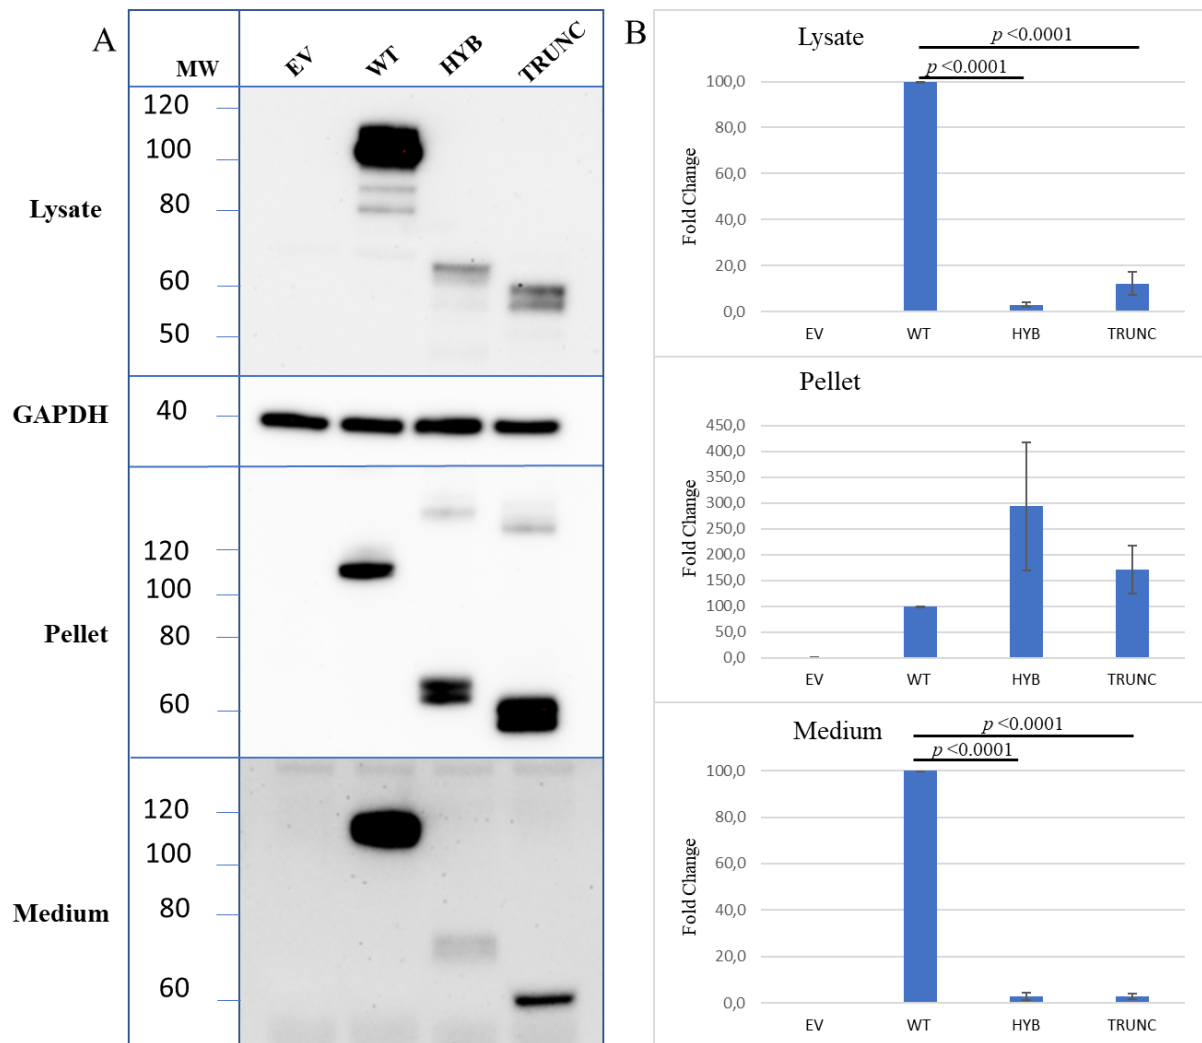 A
MW
EV
WT
HYB
TRUNC
Lysate
120
100
80
60
50
GAPDH
40
Pellet
120
100
80
60
Medium
120
100
80
60
B
Lysate
p <0.0001
p <0.0001
Fold Change
100,0
80,0
60,0
40,0
20,0
0,0
EV WT HYB TRUNC
Pellet
Fold Change
450,0
400,0
350,0
300,0
250,0
200,0
150,0
100,0
50,0
0,0
EV WT HYB TRUNC
Medium
p <0.0001
p <0.0001
Fold Change
100,0
80,0
60,0
40,0
20,0
0,0
EV WT HYB TRUNC